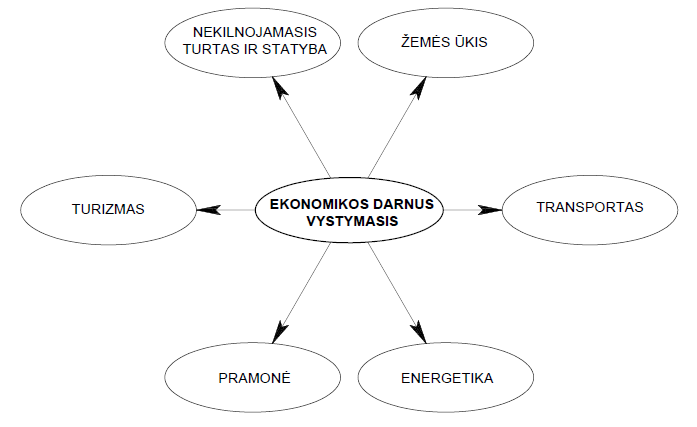 NEKILNOJAMASIS
TURTAS IR STATYBA
ŽEMĖS ŪKIS
TURIZMAS
EKONOMIKOS DARNUS
VYSTYMASIS
TRANSPORTAS
PRAMONĖ
ENERGETIKA